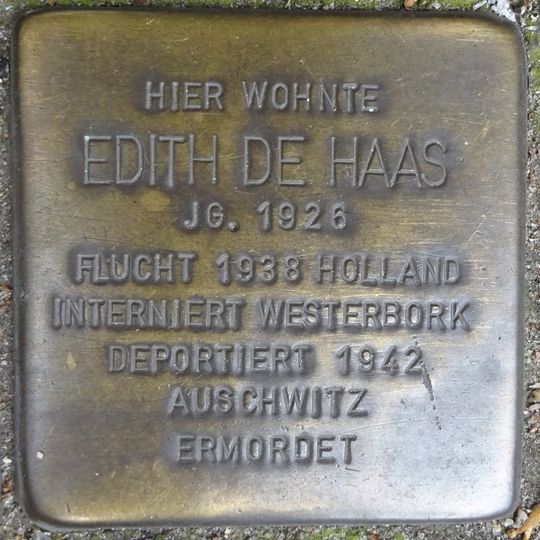 HIER WOHNTE
EDITH DE HAAS
JG. 1926
FLUCHT 1938 HOLLAND
INTERNIERT WESTERBORK
DEPORTIERT 1942
AUSCHWITZ
ERMORDET